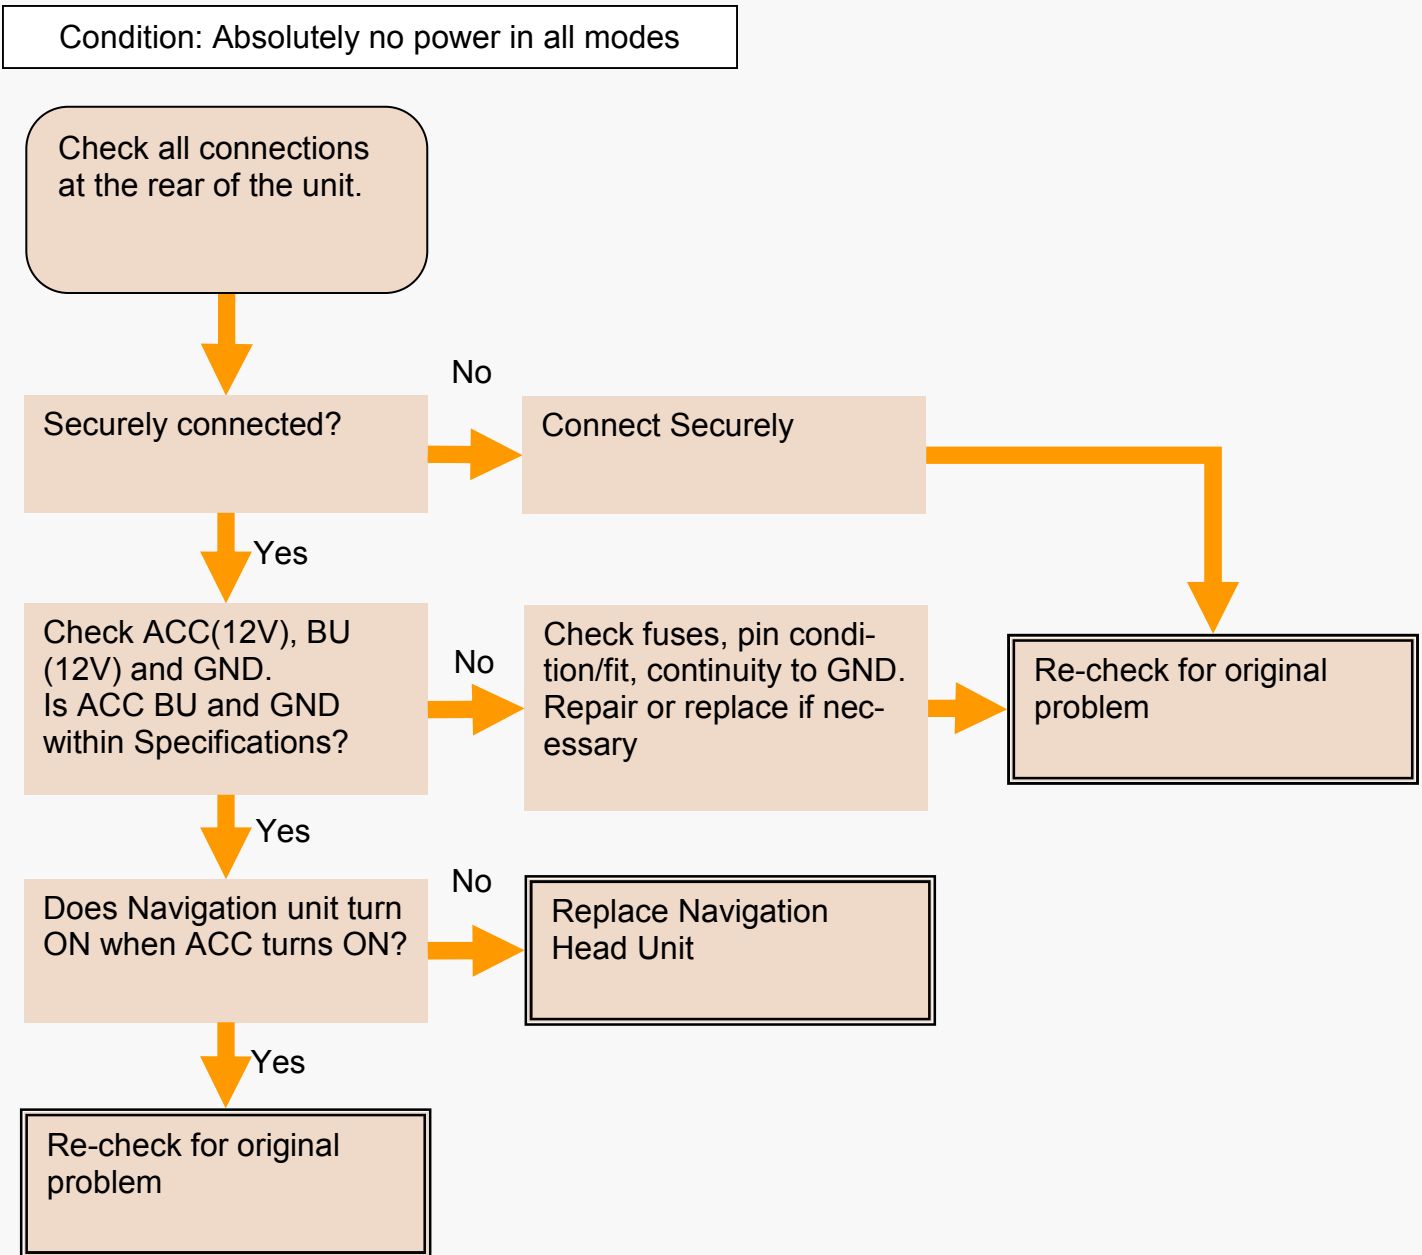 Condition: Absolutely no power in all modes
Check all connections
at the rear of the unit.
No
Securely connected?
Connect Securely
Yes
Check ACC(12V), BU
(12V) and GND.
Is ACC BU and GND
within Specifications?
No
Check fuses, pin condi-
tion/fit, continuity to GND.
Repair or replace if nec-
essary
Re-check for original
problem
Yes
Does Navigation unit turn
ON when ACC turns ON?
No
Replace Navigation
Head Unit
Yes
Re-check for original
problem